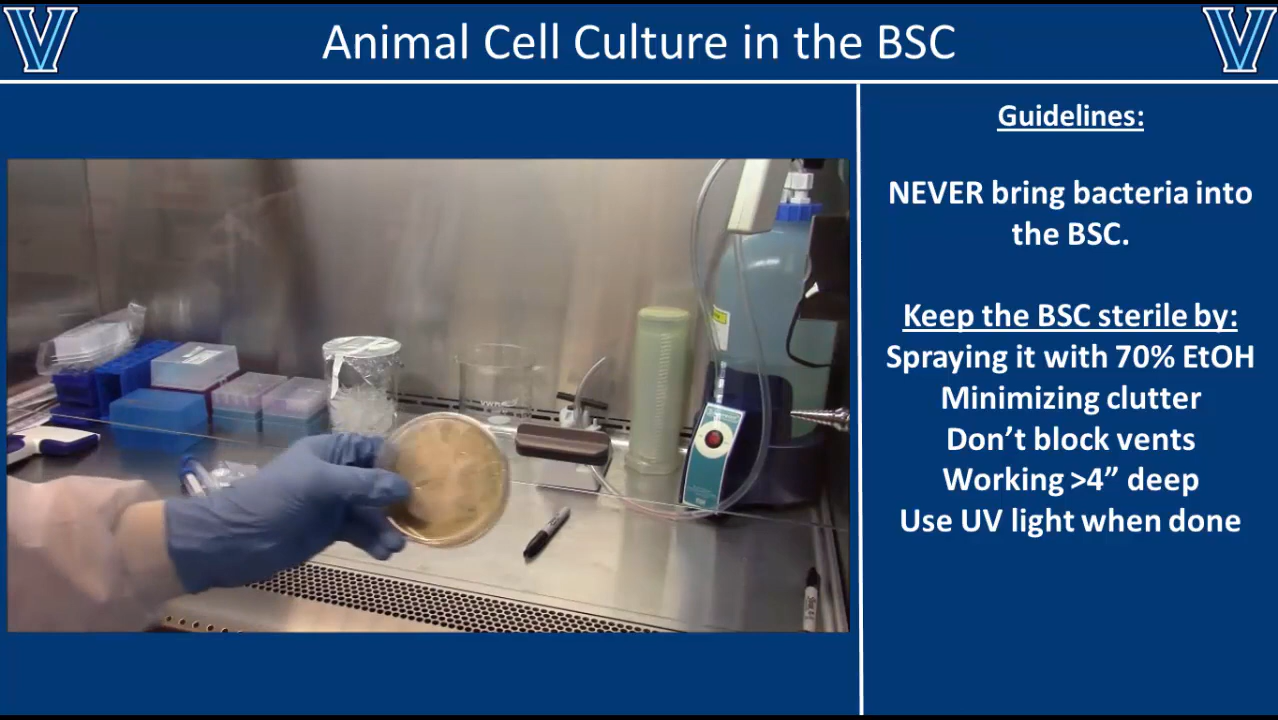 Animal Cell Culture in the BSC
Guidelines:
NEVER bring bacteria into
the BSC.
Keep the BSC sterile by:
Spraying it with 70% EtOH
Minimizing clutter
Don’t block vents
Working >4” deep
Use UV light when done
VWR